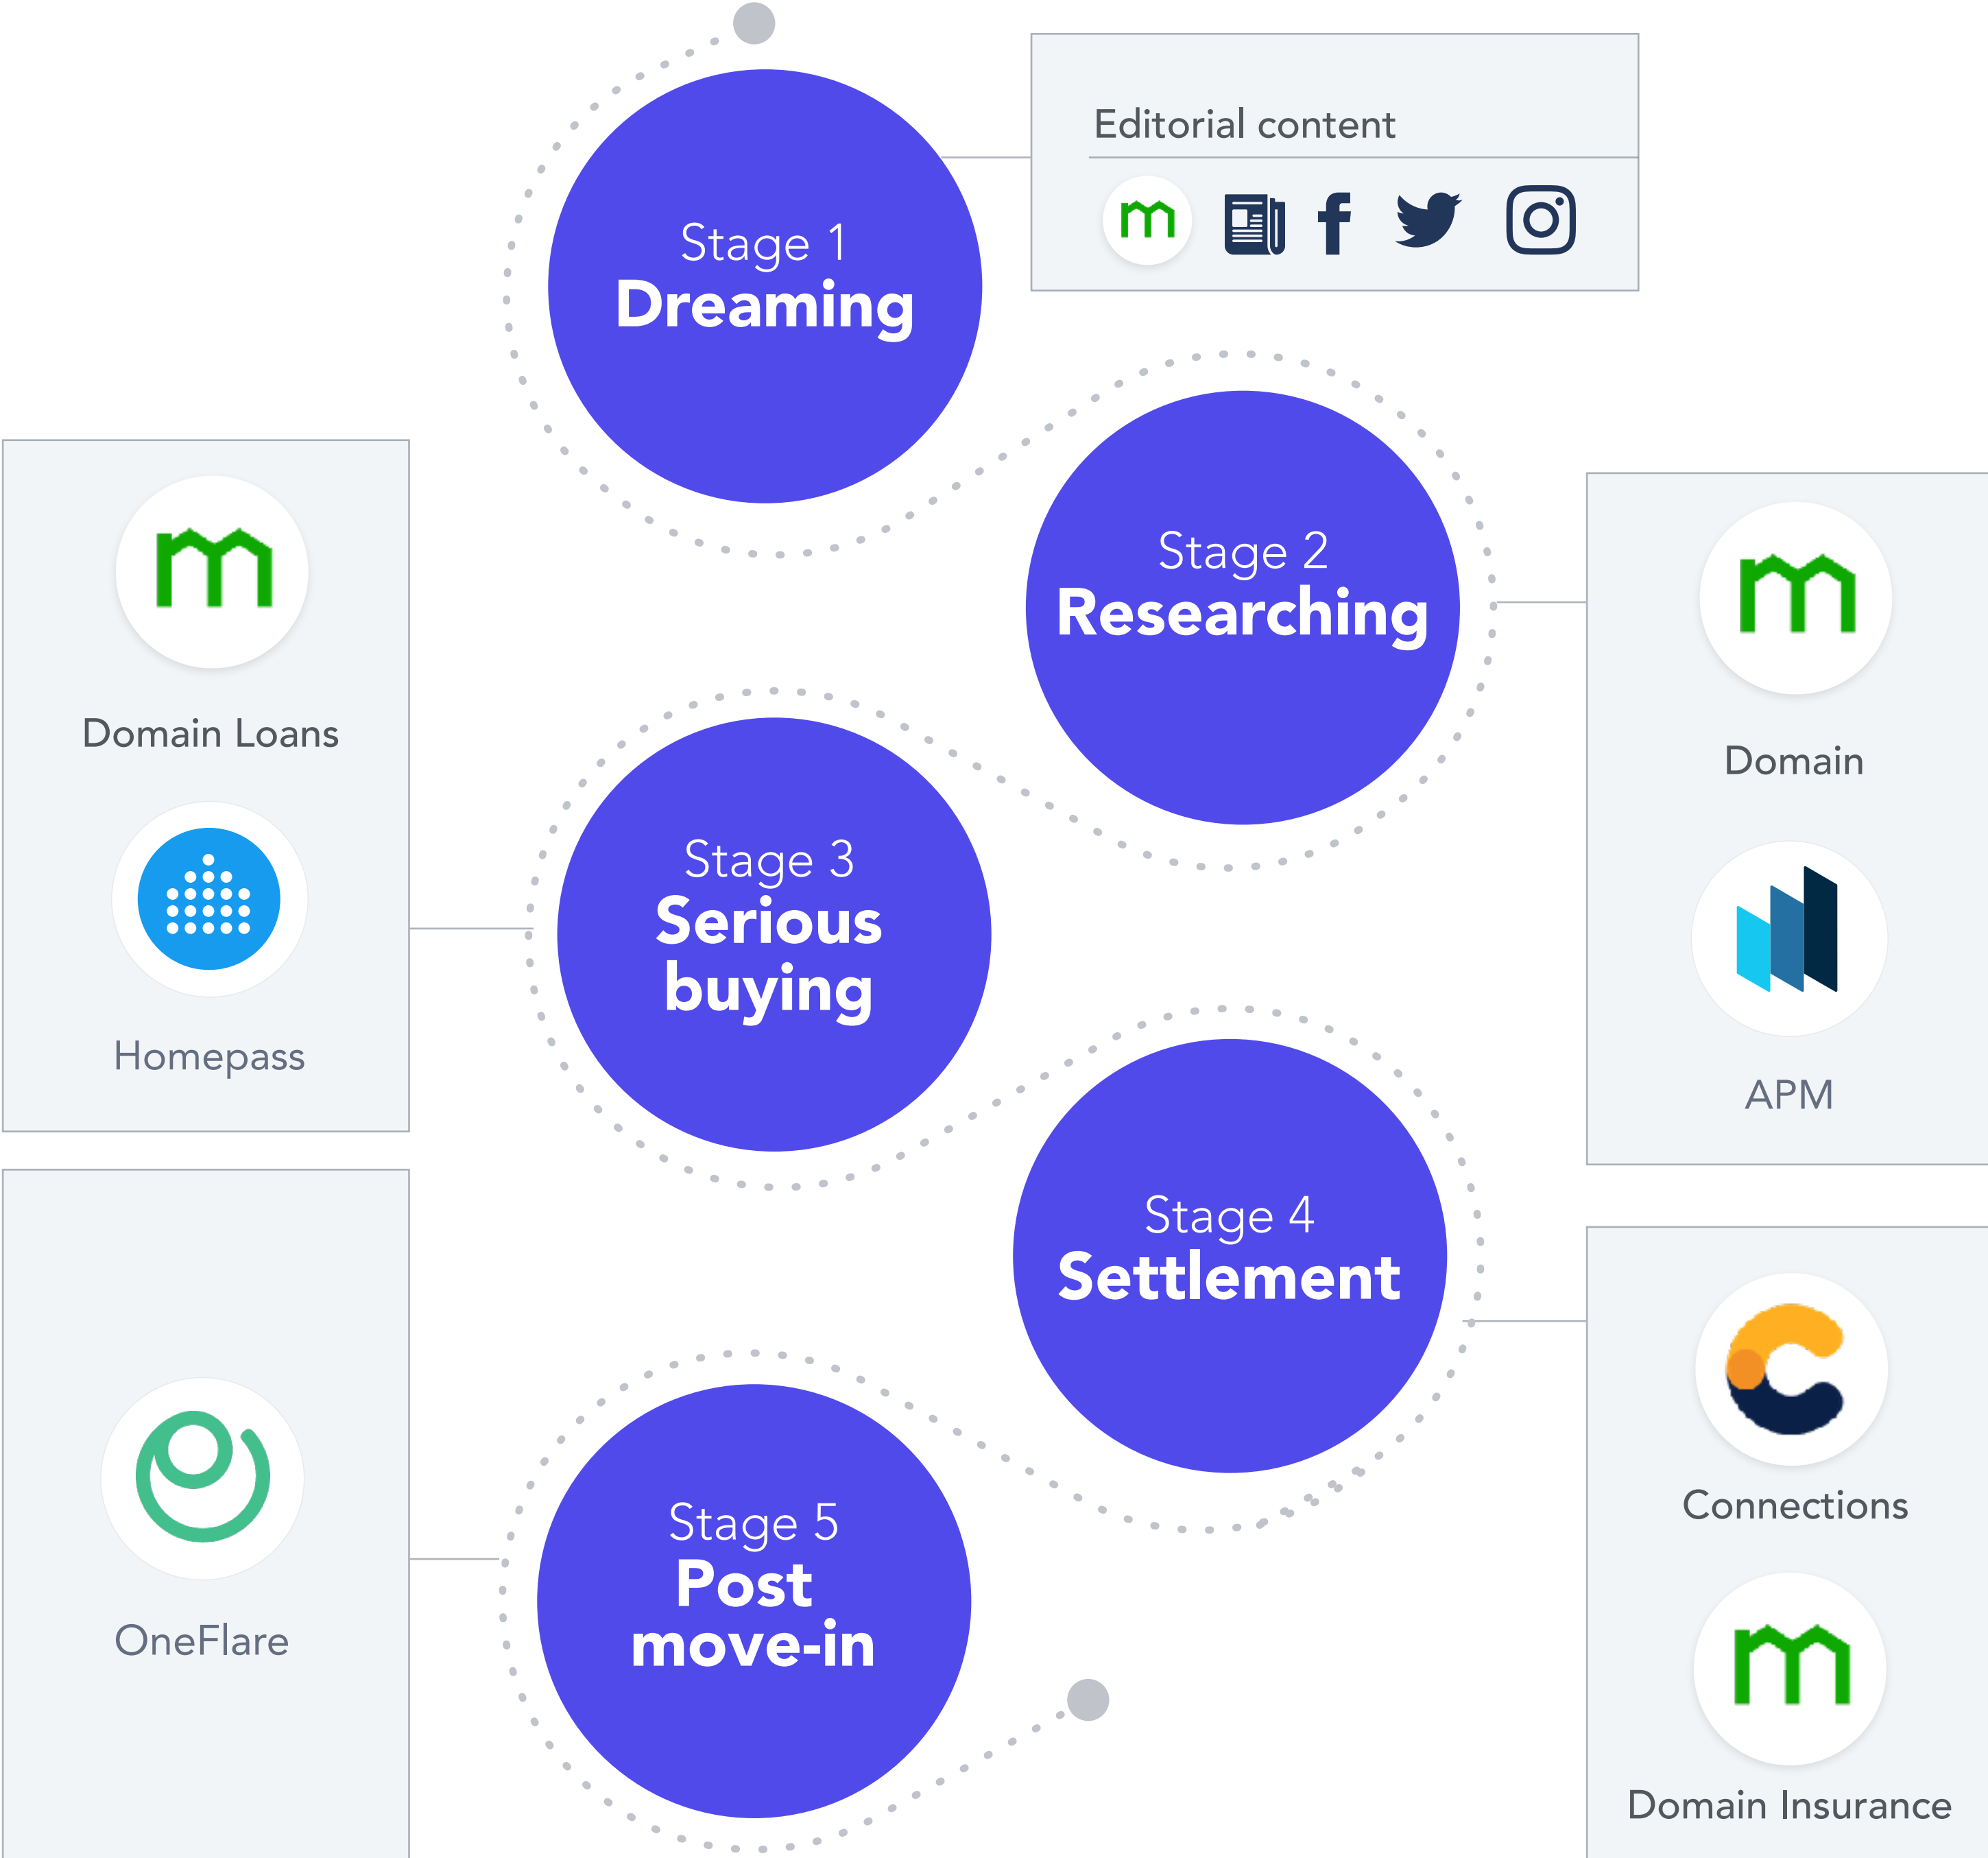 Editorial content
Stage 1
Dreaming
Stage 2
Researching
Domain
APM
Domain Loans
Homepass
Stage 3
Serious
buying
Stage 4
Settlement
Connections
Domain Insurance
OneFlare
Stage 5
Post
move-in